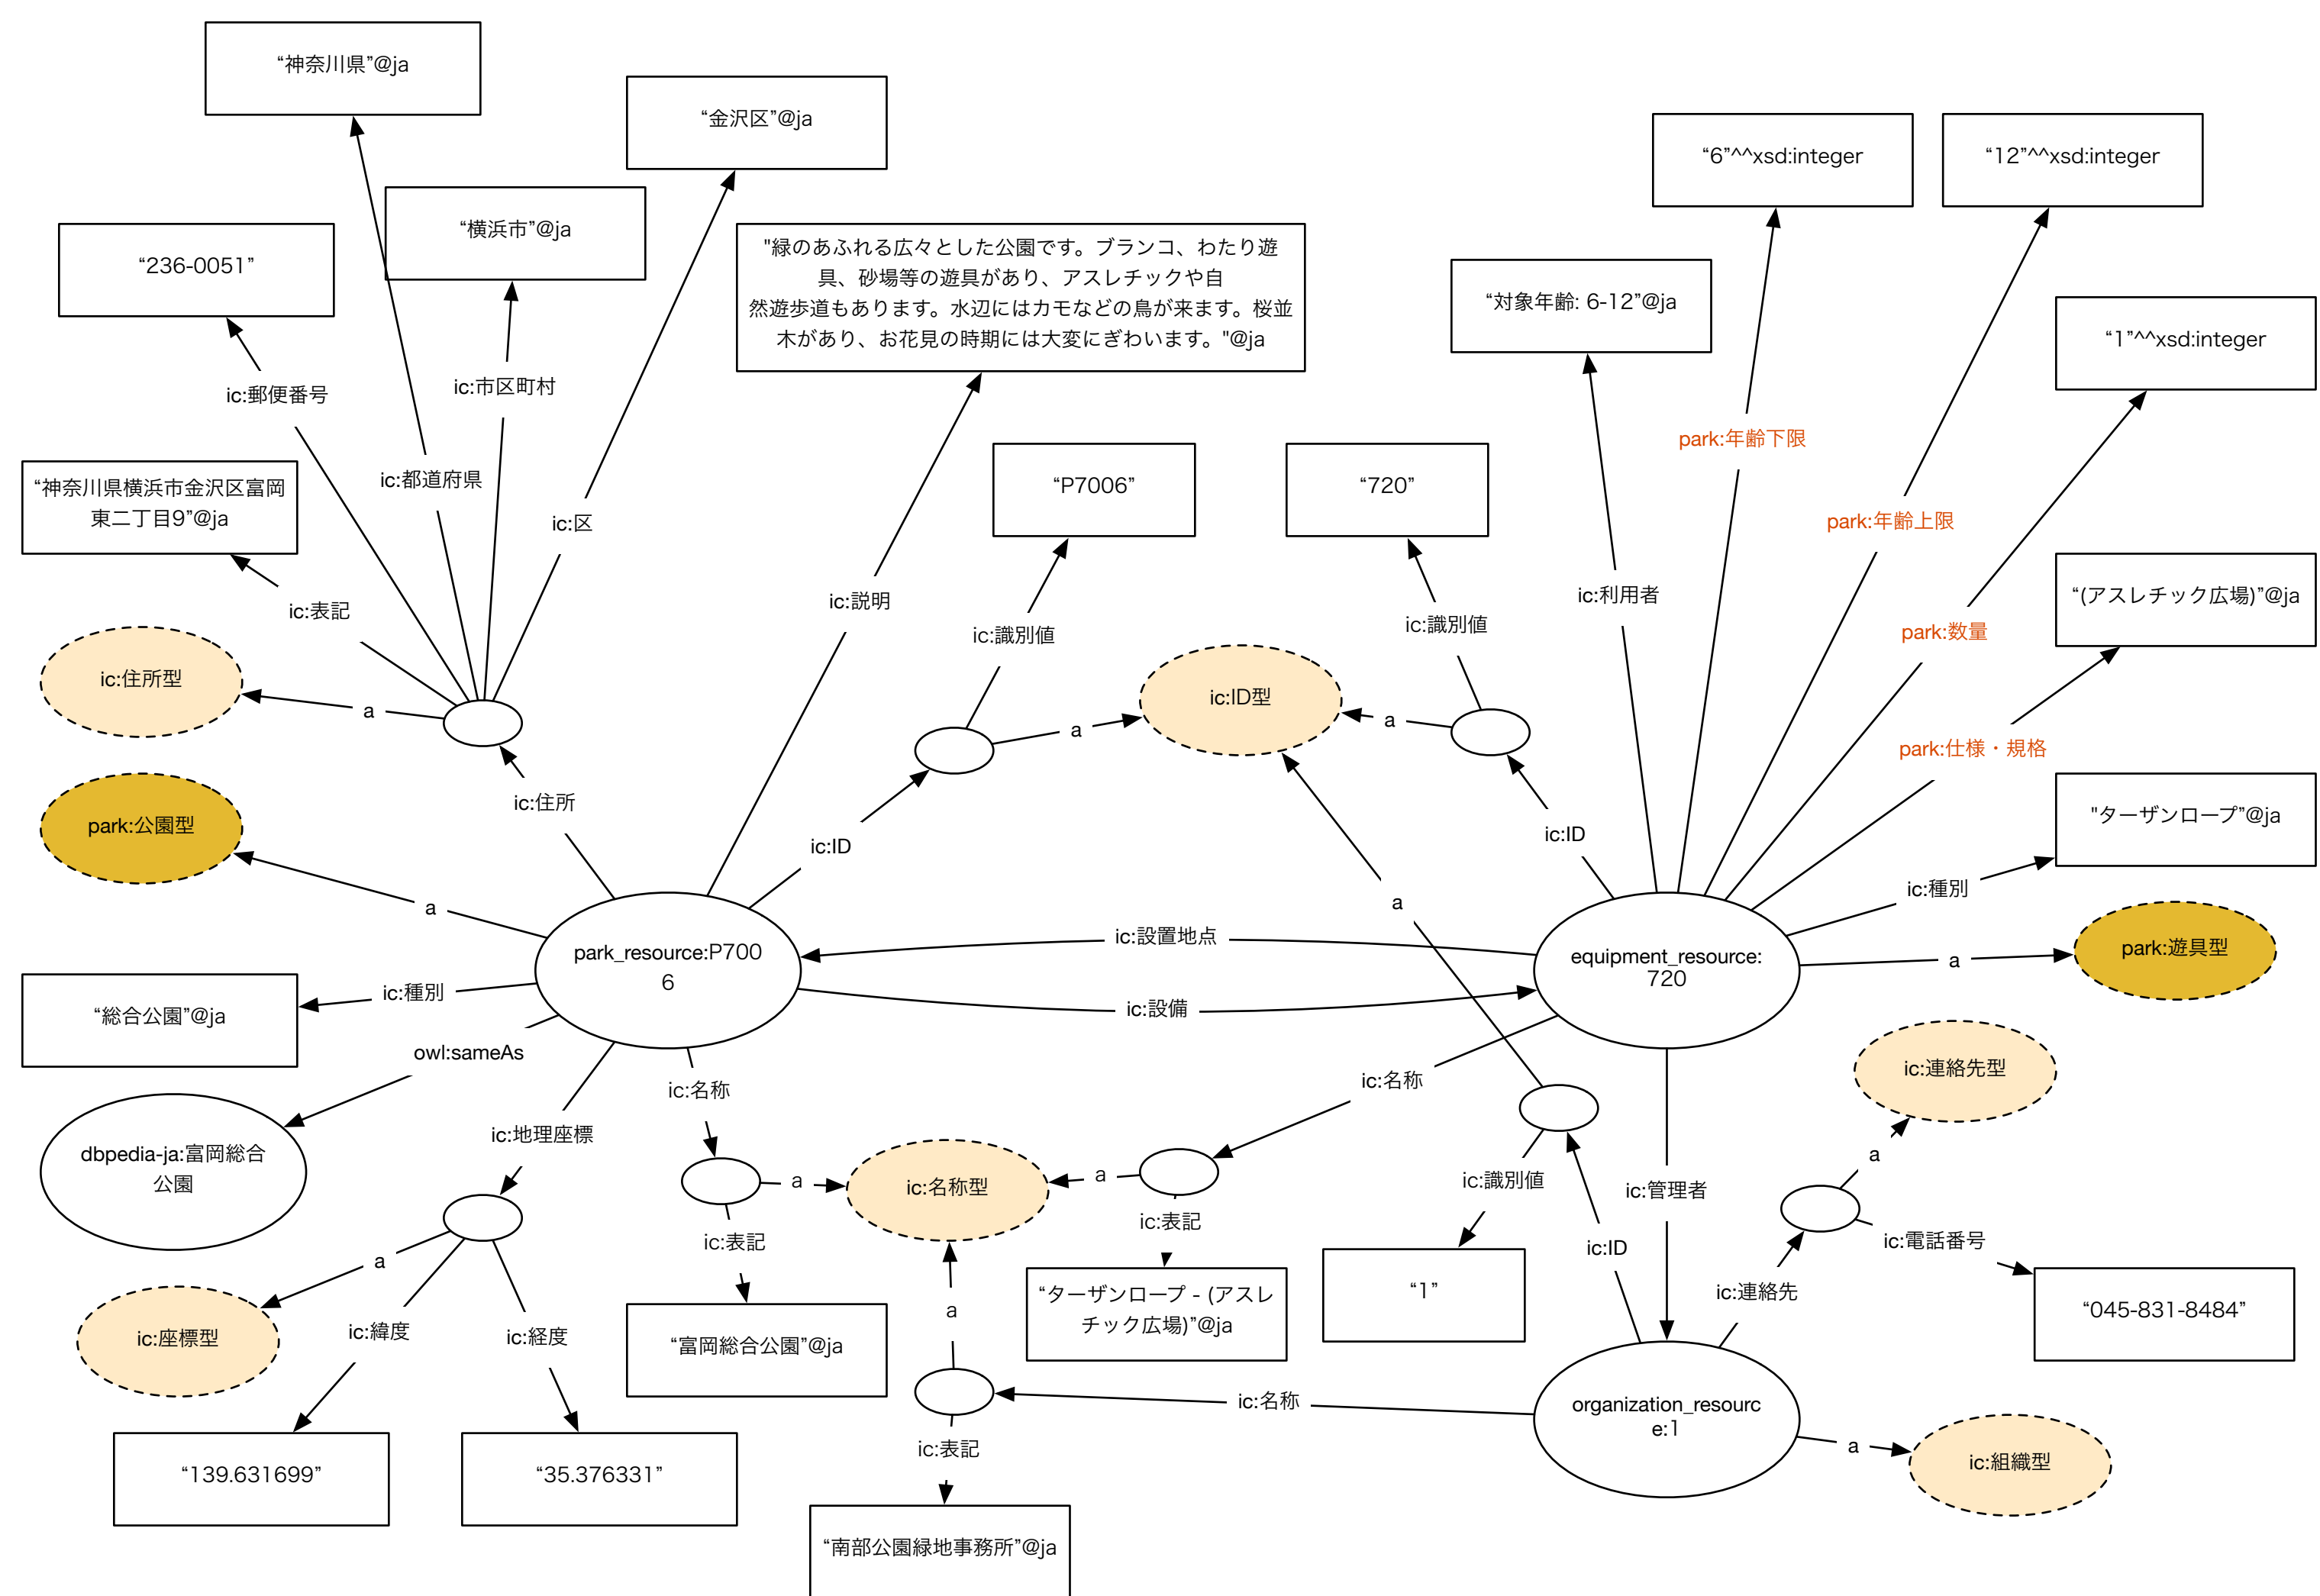 “神奈川県”@ja
“金沢区”@ja
“6”^^xsd:integer
“12”^^xsd:integer
“横浜市”@ja
“236-0051”
"緑のあふれる広々とした公園です。ブランコ、わたり遊
具、砂場等の遊具があり、アスレチックや自
然遊歩道もあります。水辺にはカモなどの鳥が来ます。桜並
木があり、お花見の時期には大変にぎわいます。"@ja
“対象年齢: 6-12”@ja
“1”^^xsd:integer
ic:郵便番号
ic:市区町村
park:年齢下限
ic:都道府県
“神奈川県横浜市金沢区富岡
東二丁目9”@ja
“P7006”
“720”
ic:区
park:年齢上限
ic:表記
ic:説明
ic:識別値
ic:識別値
ic:利用者
“(アスレチック広場)”@ja
park:数量
ic:住所型
a
a
ic:ID型
a
park:仕様・規格
ic:住所
park:公園型
ic:ID
ic:ID
"ターザンロープ”@ja
a
a
ic:種別
park_resource:P700
6
ic:設置地点
equipment_resource:
720
a
park:遊具型
ic:種別
“総合公園”@ja
ic:設備
owl:sameAs
ic:名称
ic:名称
ic:連絡先型
ic:地理座標
dbpedia-ja:富岡総合
公園
a
ic:名称型
a
ic:識別値
ic:管理者
a
ic:表記
ic:表記
ic:ID
ic:電話番号
a
ic:座標型
ic:緯度
ic:経度
“富岡総合公園”@ja
a
“ターザンロープ - (アスレ
チック広場)”@ja
“1”
ic:連絡先
“045-831-8484”
ic:名称
organization_resourc
e:1
“139.631699”
“35.376331”
ic:表記
a
ic:組織型
“南部公園緑地事務所”@ja